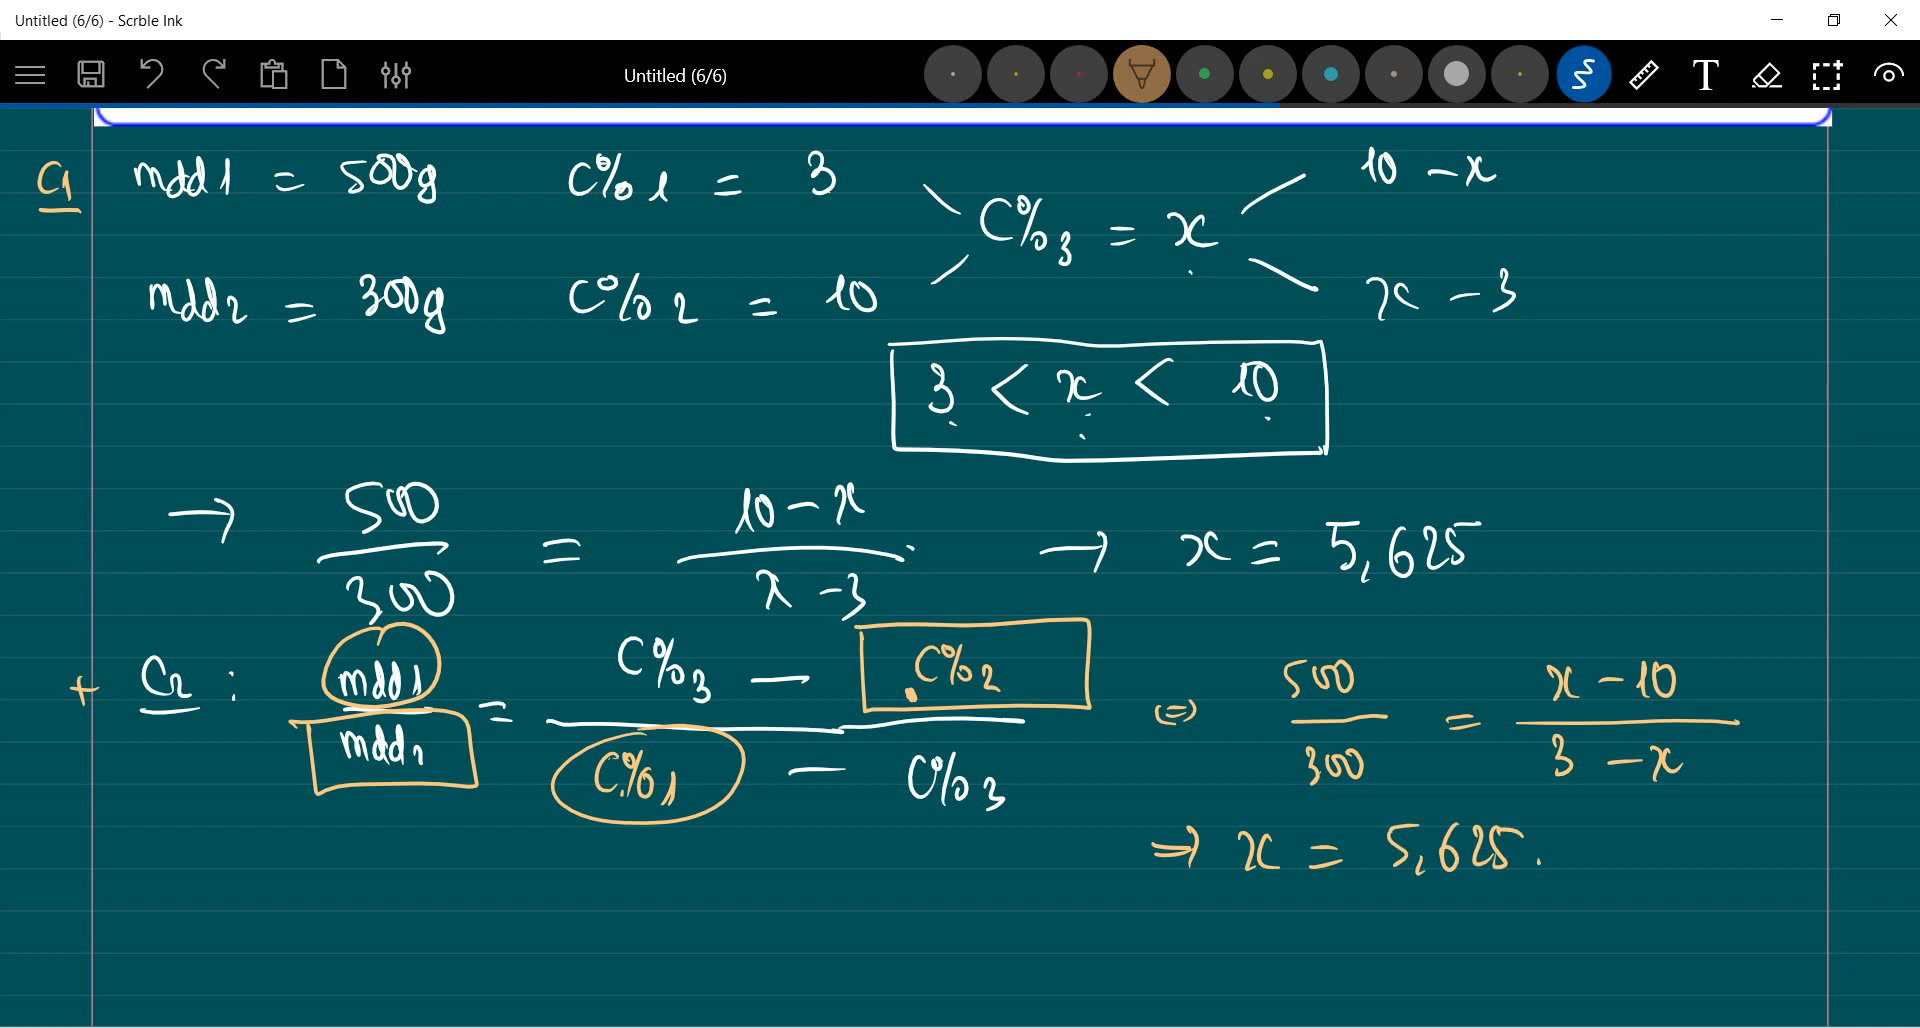 Untitled (6/6) - Scrble Ink
Untitled (6/6)
T
C1 mdd1 = 500g C%1 = 3
C%3 = x
10 - x
mdd2 = 300g C%2 = 10
x - 3
3 < x < 10
→ 500/300 = (10 - x)/(x - 3) → x = 5,625
+ C2 : mdd1/mdd2 = (C%3 - C%2)/(C%1 - C%3) (=) 500/300 = (x - 10)/(3 - x)
=> x = 5,625.